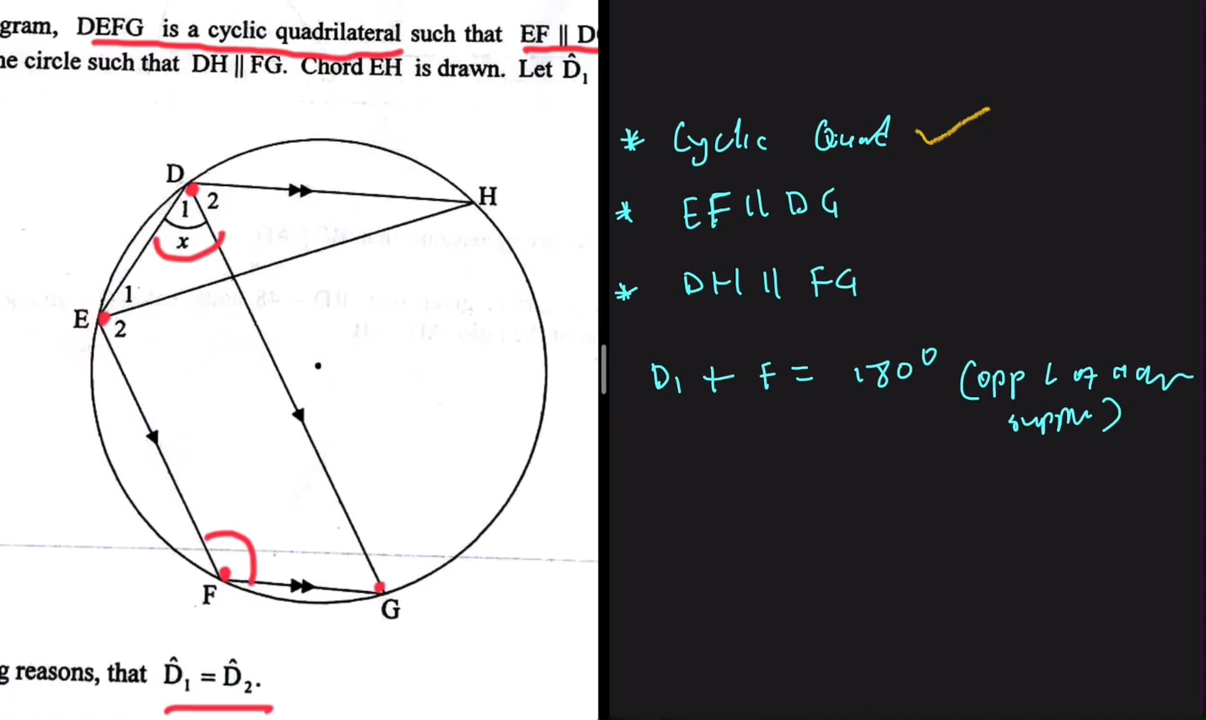 gram, DEFG is a cyclic quadrilateral such that EF || D
he circle such that DH || FG. Chord EH is drawn. Let D̂₁
D
H
1
2
x
1
E
2
F
G
g reasons, that D̂₁ = D̂₂.
* Cyclic Quad
* EF || DG
* DH || FG
D₁ + F = 180° (opp L of
)